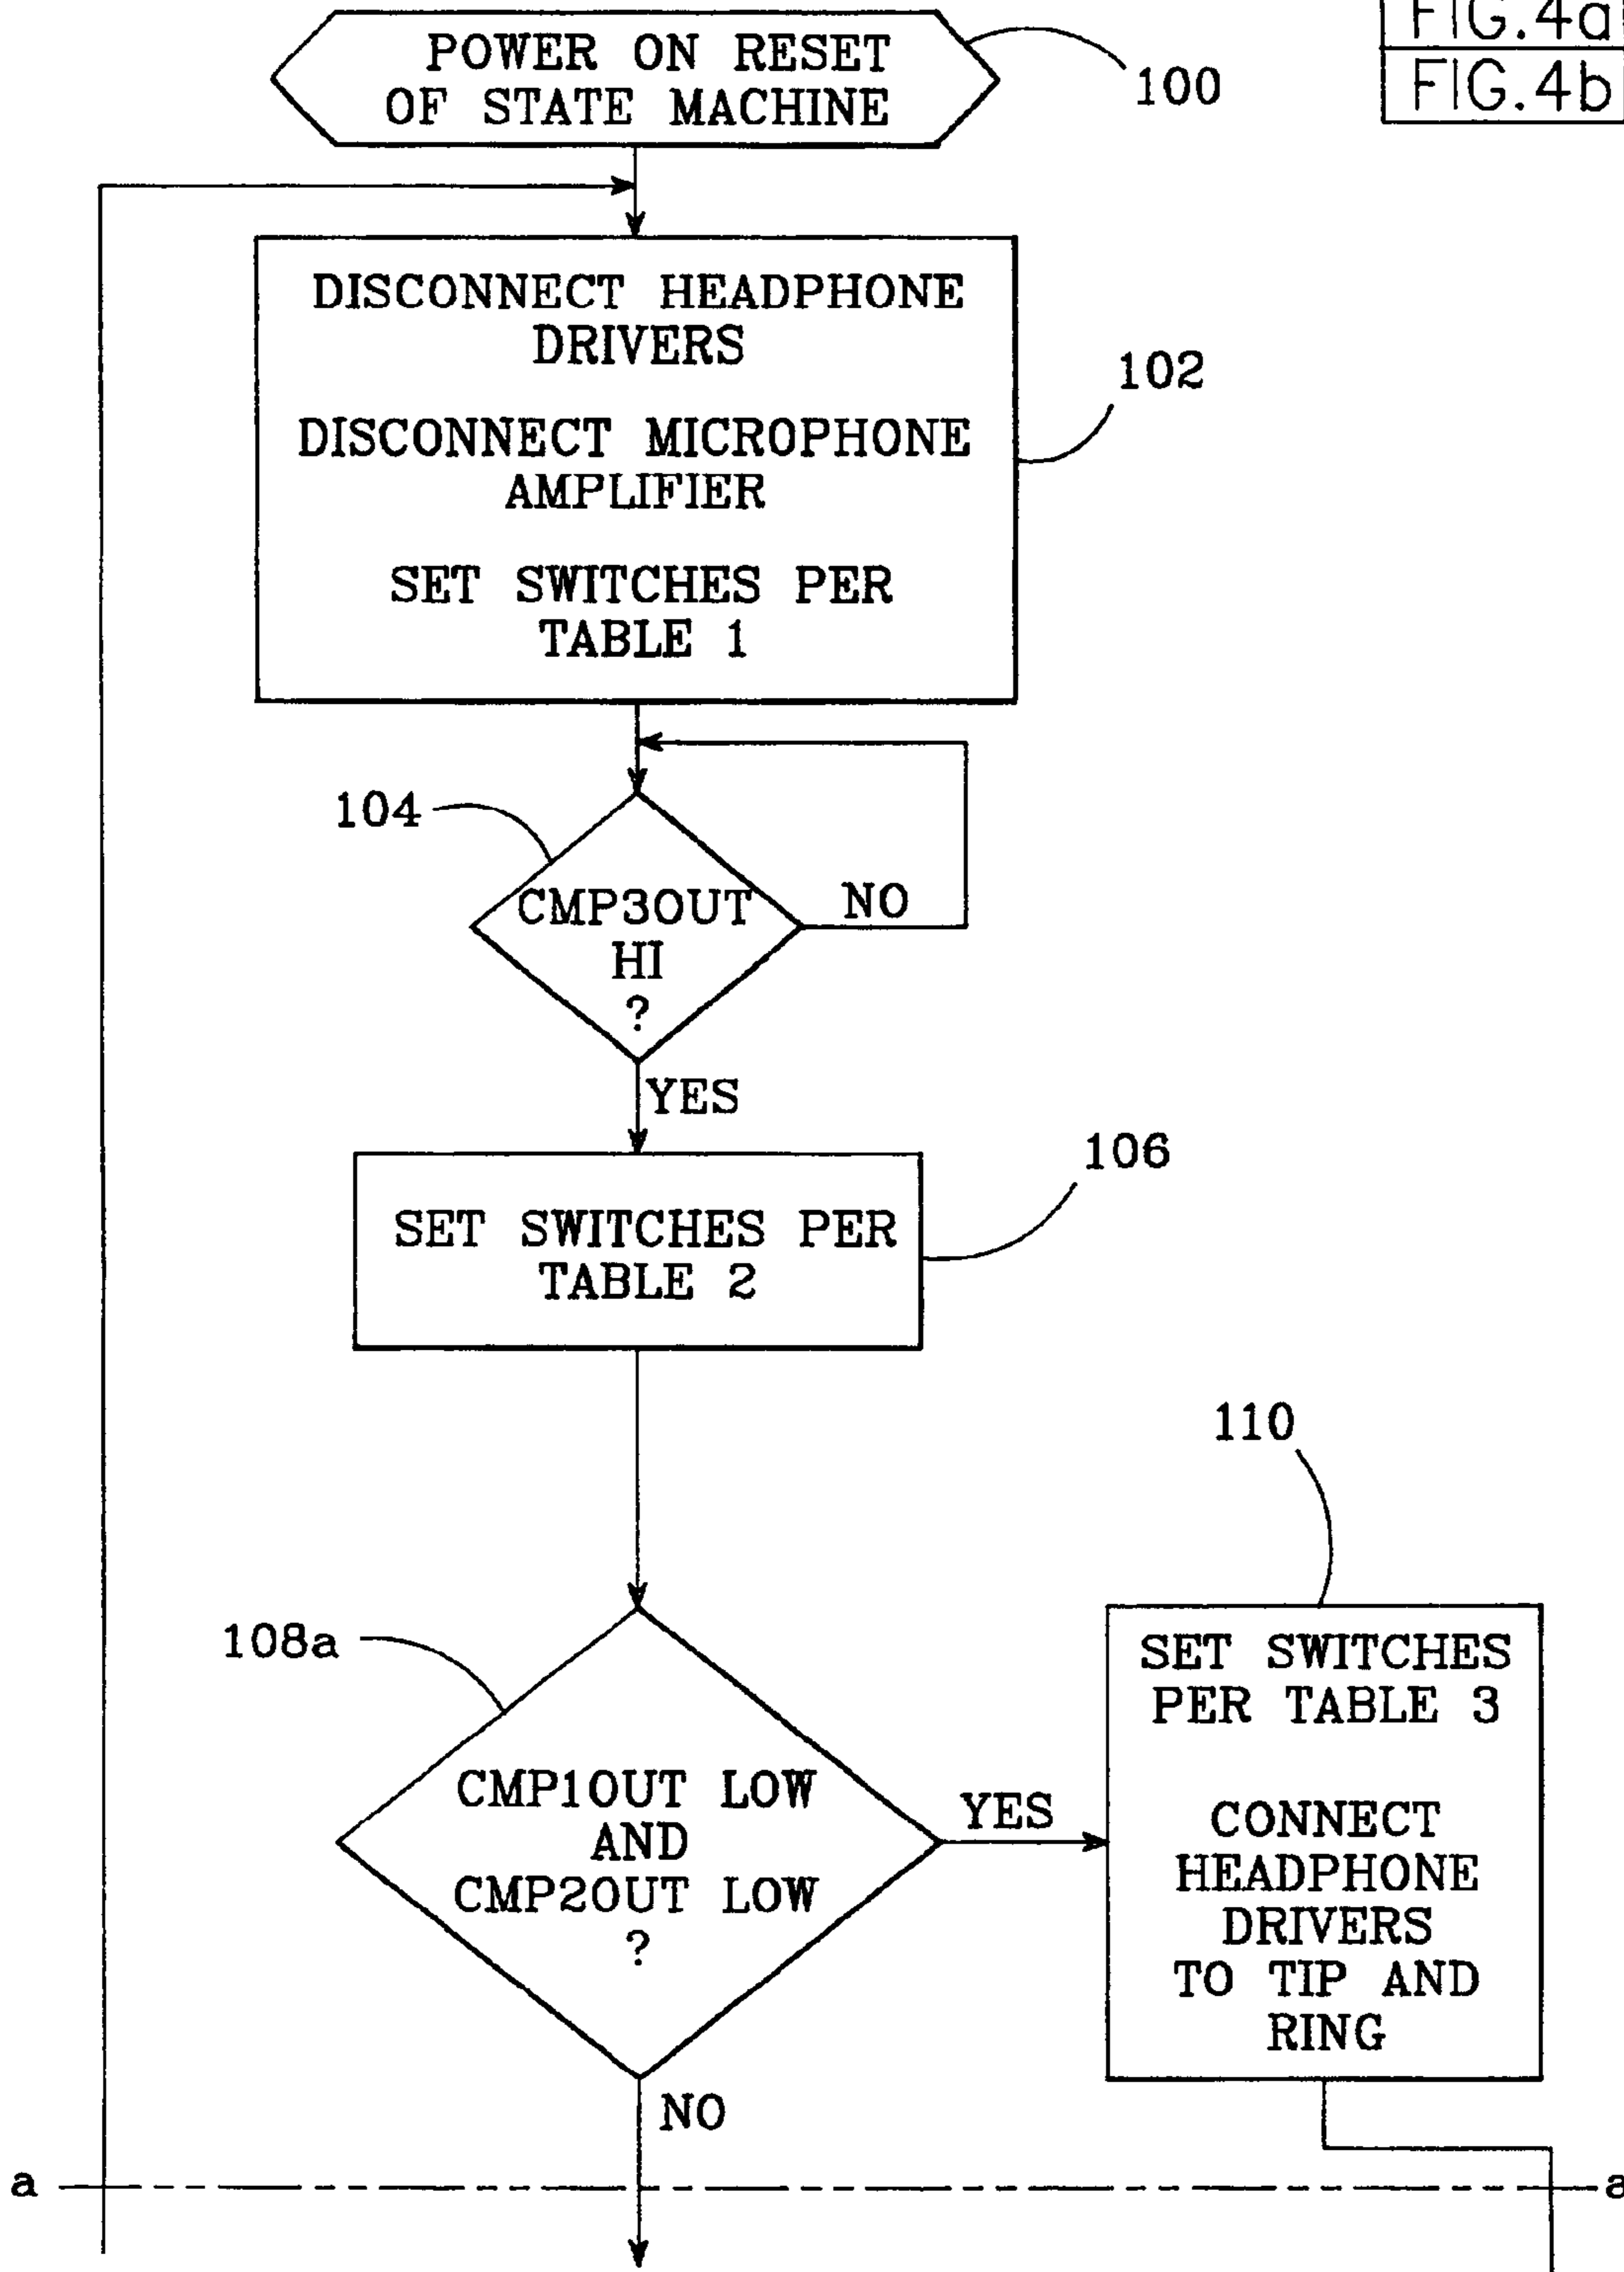 FIG.4a
FIG.4b
POWER ON RESET
OF STATE MACHINE
100
DISCONNECT HEADPHONE
DRIVERS
DISCONNECT MICROPHONE
AMPLIFIER
SET SWITCHES PER
TABLE 1
102
104
CMP3OUT
HI
?
NO
YES
SET SWITCHES PER
TABLE 2
106
108a
CMP1OUT LOW
AND
CMP2OUT LOW
?
YES
NO
110
SET SWITCHES
PER TABLE 3
CONNECT
HEADPHONE
DRIVERS
TO TIP AND
RING
a
a